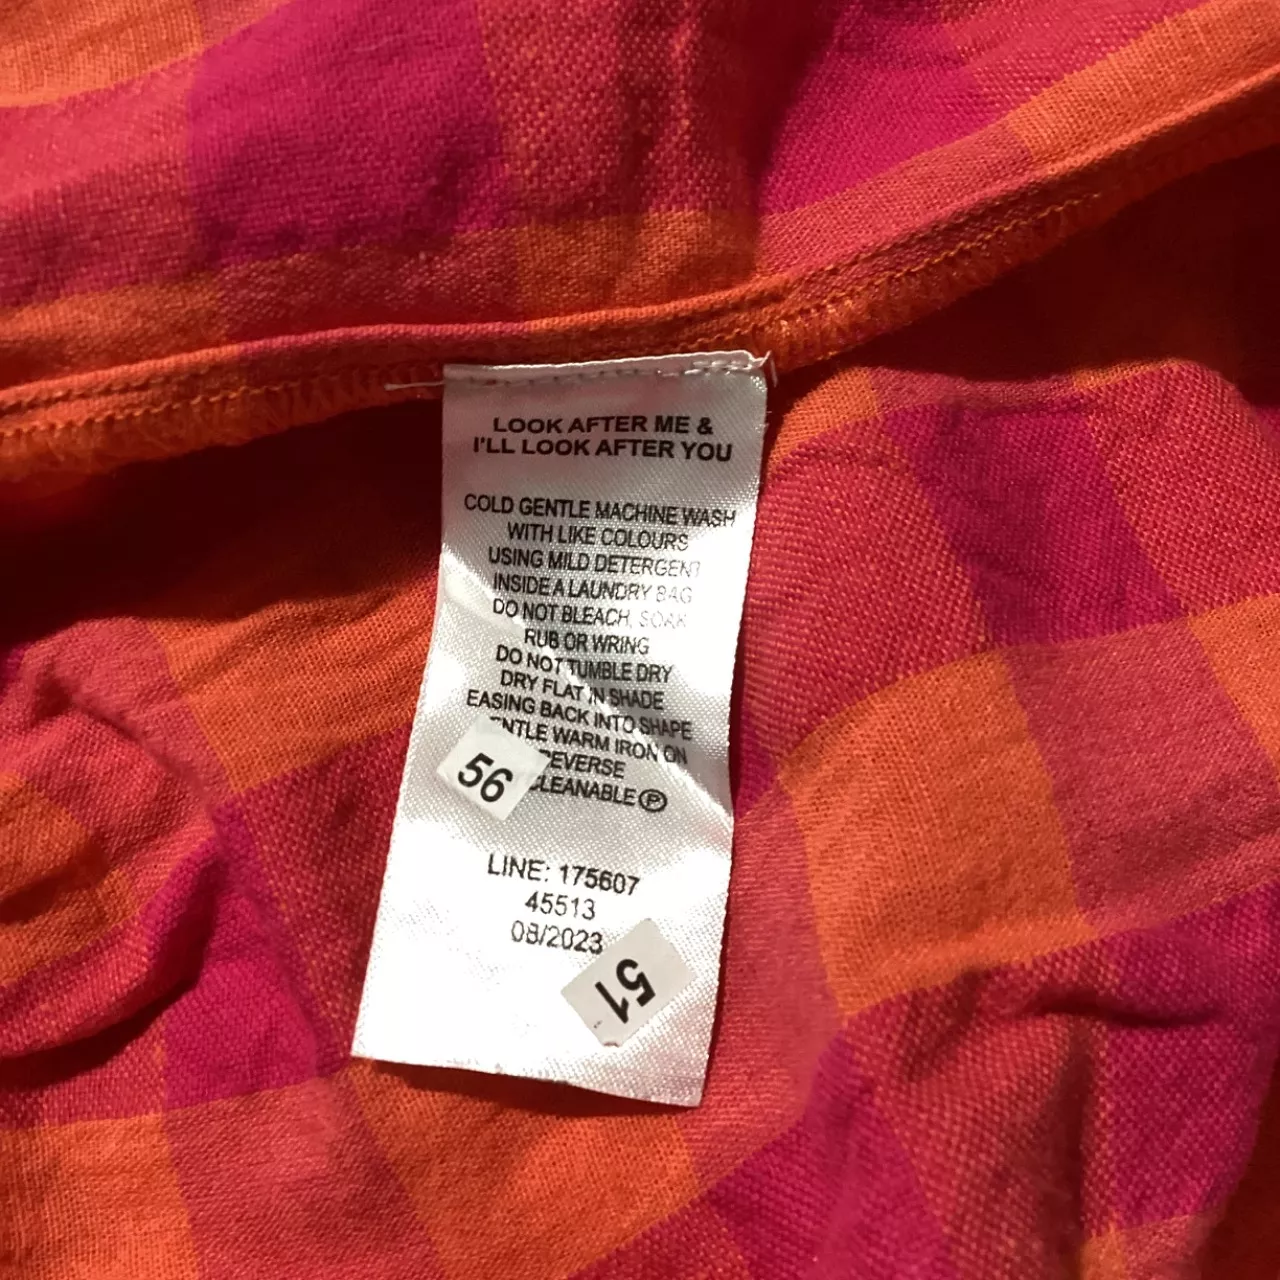 LOOK AFTER ME &
I'LL LOOK AFTER YOU
COLD GENTLE MACHINE WASH
WITH LIKE COLOURS
USING MILD DETERGENT
INSIDE A LAUNDRY BAG
DO NOT BLEACH, SOAK
RUB OR WRING
DO NOT TUMBLE DRY
DRY FLAT IN SHADE
EASING BACK INTO SHAPE
WARM IRON ON
REVERSE
CLEANABLE Ⓟ
56
LINE: 175607
45513
08/2023
51